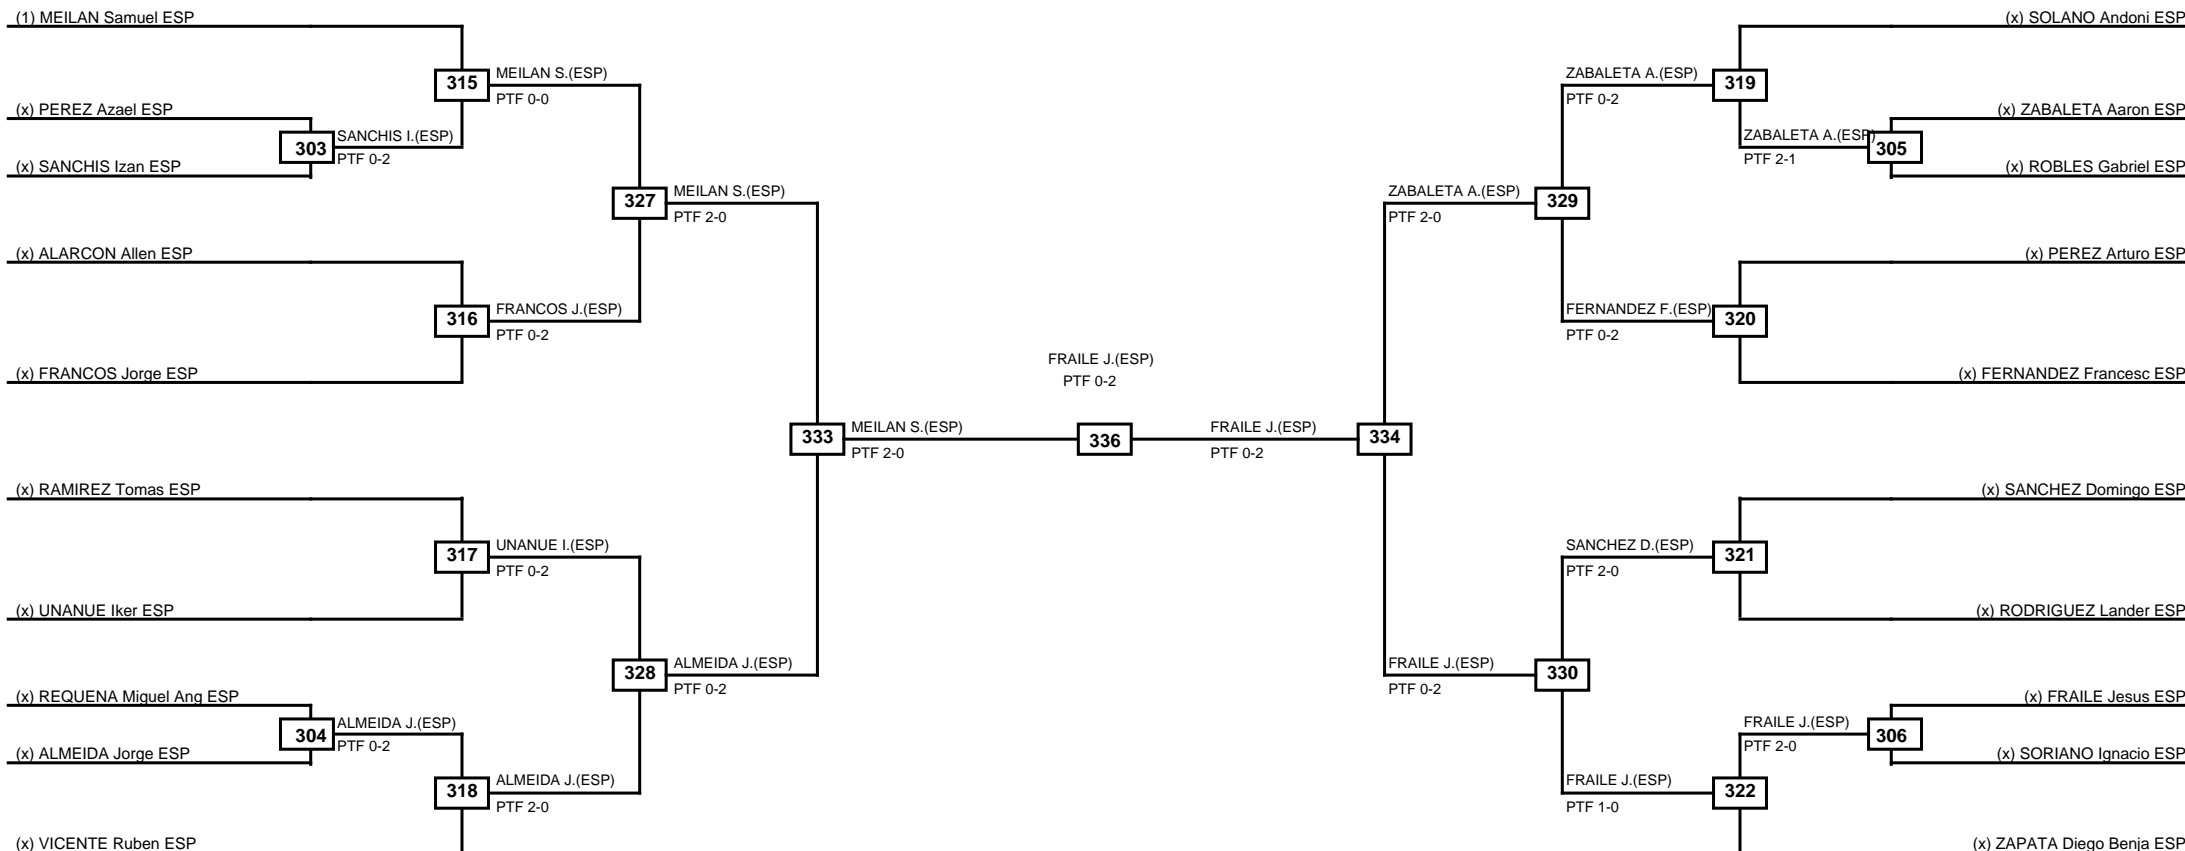 (1) MEILAN Samuel ESP
(x) SOLANO Andoni ESP
315
MEILAN S.(ESP)
PTF 0-0
ZABALETA A.(ESP)
PTF 0-2
319
(x) PEREZ Azael ESP
(x) ZABALETA Aaron ESP
303
SANCHIS I.(ESP)
PTF 0-2
ZABALETA A.(ESP)
PTF 2-1
305
(x) SANCHIS Izan ESP
(x) ROBLES Gabriel ESP
327
MEILAN S.(ESP)
PTF 2-0
ZABALETA A.(ESP)
PTF 2-0
329
(x) ALARCON Allen ESP
(x) PEREZ Arturo ESP
316
FRANCOS J.(ESP)
PTF 0-2
FERNANDEZ F.(ESP)
PTF 0-2
320
FRAILE J.(ESP)
PTF 0-2
(x) FRANCOS Jorge ESP
(x) FERNANDEZ Francesc ESP
333
MEILAN S.(ESP)
PTF 2-0
336
FRAILE J.(ESP)
PTF 0-2
334
(x) RAMIREZ Tomas ESP
(x) SANCHEZ Domingo ESP
317
UNANUE I.(ESP)
PTF 0-2
SANCHEZ D.(ESP)
PTF 2-0
321
(x) UNANUE Iker ESP
(x) RODRIGUEZ Lander ESP
328
ALMEIDA J.(ESP)
PTF 0-2
FRAILE J.(ESP)
PTF 0-2
330
(x) REQUENA Miguel Ang ESP
(x) FRAILE Jesus ESP
304
ALMEIDA J.(ESP)
PTF 0-2
FRAILE J.(ESP)
PTF 2-0
306
(x) ALMEIDA Jorge ESP
(x) SORIANO Ignacio ESP
318
ALMEIDA J.(ESP)
PTF 2-0
FRAILE J.(ESP)
PTF 1-0
322
(x) VICENTE Ruben ESP
(x) ZAPATA Diego Benja ESP